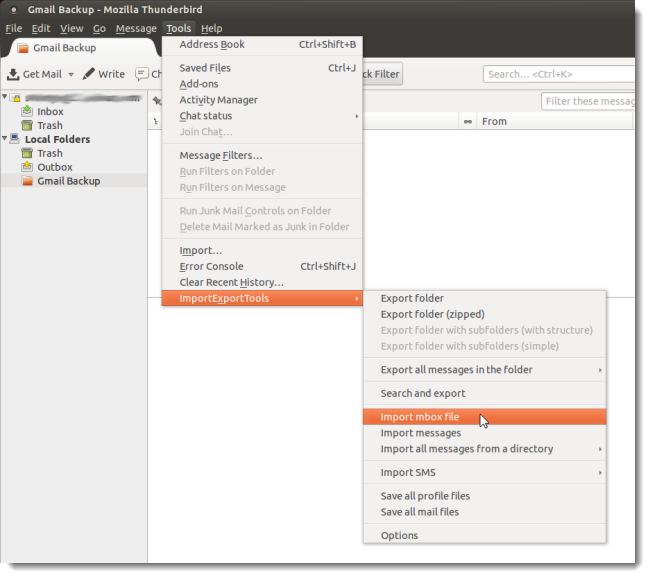 Gmail Backup - Mozilla Thunderbird
File Edit View Go Message Tools Help
Gmail Backup
Get Mail Write Ch ck Filter Search... <Ctrl+K>
Filter these messag
From
Inbox
Trash
Local Folders
Trash
Outbox
Gmail Backup
Address Book Ctrl+Shift+B
Saved Files Ctrl+J
Add-ons
Activity Manager
Chat status
Join Chat...
Message Filters...
Run Filters on Folder
Run Filters on Message
Run Junk Mail Controls on Folder
Delete Mail Marked as Junk in Folder
Import...
Error Console Ctrl+Shift+J
Clear Recent History...
ImportExportTools
Export folder
Export folder (zipped)
Export folder with subfolders (with structure)
Export folder with subfolders (simple)
Export all messages in the folder
Search and export
Import mbox file
Import messages
Import all messages from a directory
Import SMS
Save all profile files
Save all mail files
Options